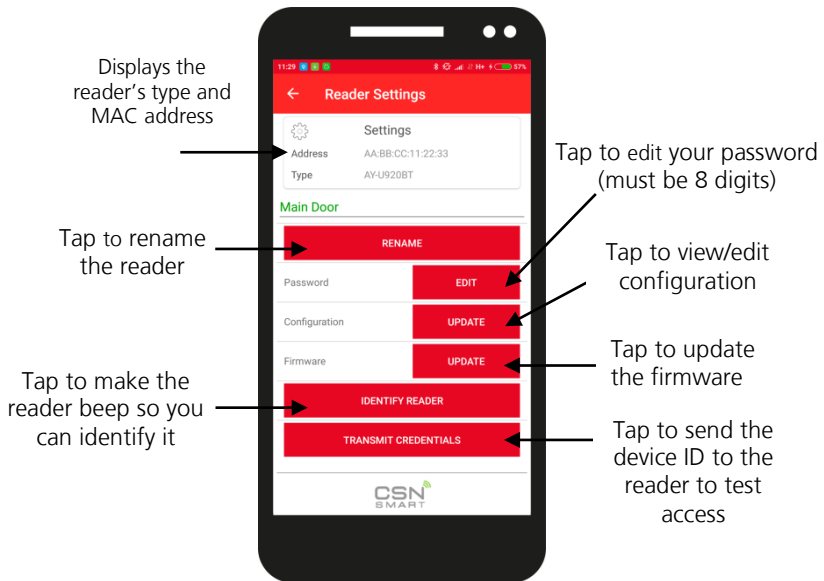 11:29
H+
57%
Reader Settings
Settings
Address AA:BB:CC:11:22:33
Type AY-U920BT
Main Door
RENAME
Password EDIT
Configuration UPDATE
Firmware UPDATE
IDENTIFY READER
TRANSMIT CREDENTIALS
CSN
SMART
Displays the
reader's type and
MAC address
Tap to rename
the reader
Tap to make the
reader beep so you
can identify it
Tap to edit your password
(must be 8 digits)
Tap to view/edit
configuration
Tap to update
the firmware
Tap to send the
device ID to the
reader to test
access